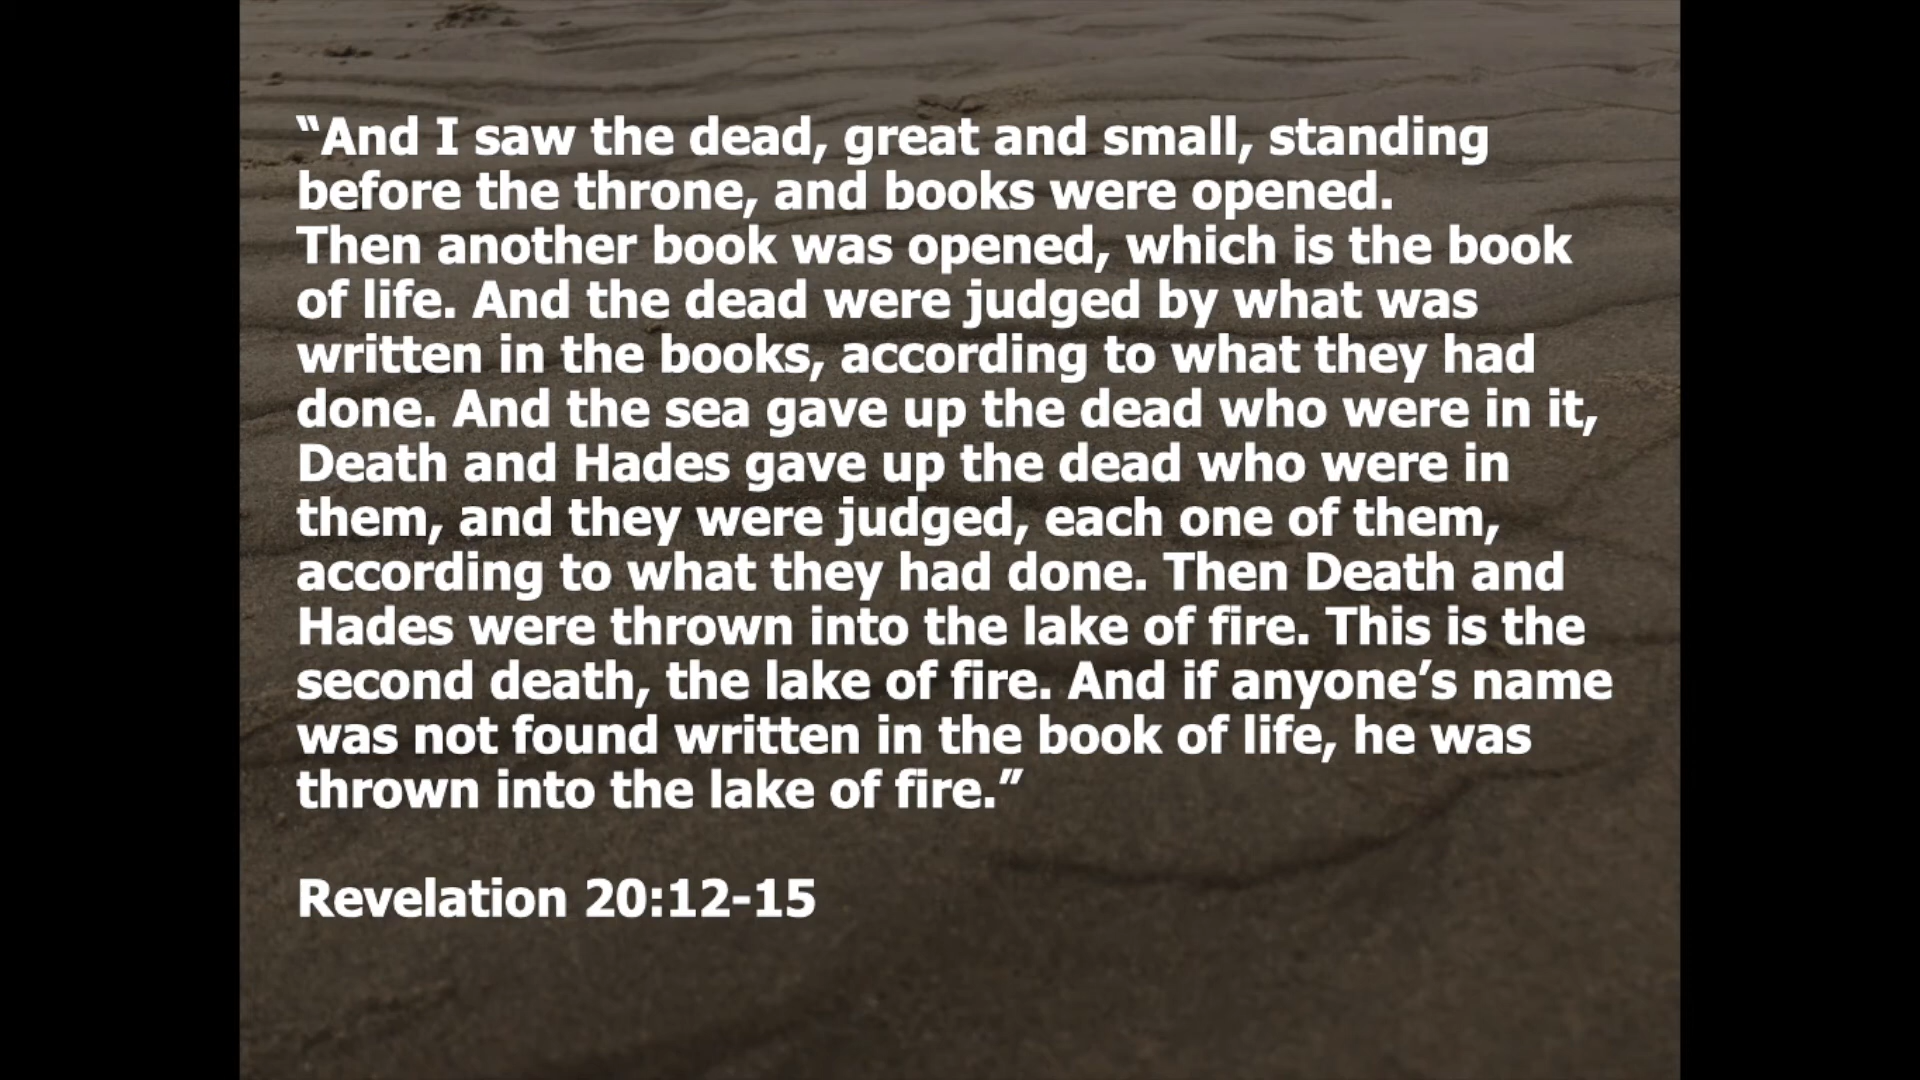 “And I saw the dead, great and small, standing
before the throne, and books were opened.
Then another book was opened, which is the book
of life. And the dead were judged by what was
written in the books, according to what they had
done. And the sea gave up the dead who were in it,
Death and Hades gave up the dead who were in
them, and they were judged, each one of them,
according to what they had done. Then Death and
Hades were thrown into the lake of fire. This is the
second death, the lake of fire. And if anyone’s name
was not found written in the book of life, he was
thrown into the lake of fire.”
Revelation 20:12-15